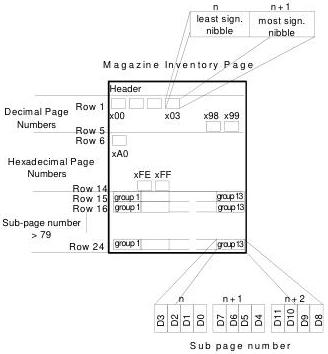 n n+1
least sign. nibble most sign. nibble
Magazine Inventory Page
Header
Row 1
x00 x03 x98 x99
Decimal Page Numbers
Row 5
Row 6
xA0
Hexadecimal Page Numbers
xFE xFF
Row 14
Row 15 group 1 group 13
Row 16 group 1 group 13
Sub-page number > 79
Row 24 group 1 group 13
n n+1 n+2
D3 D2 D1 D0 D7 D6 D5 D4 D11 D10 D9 D8
Sub page number